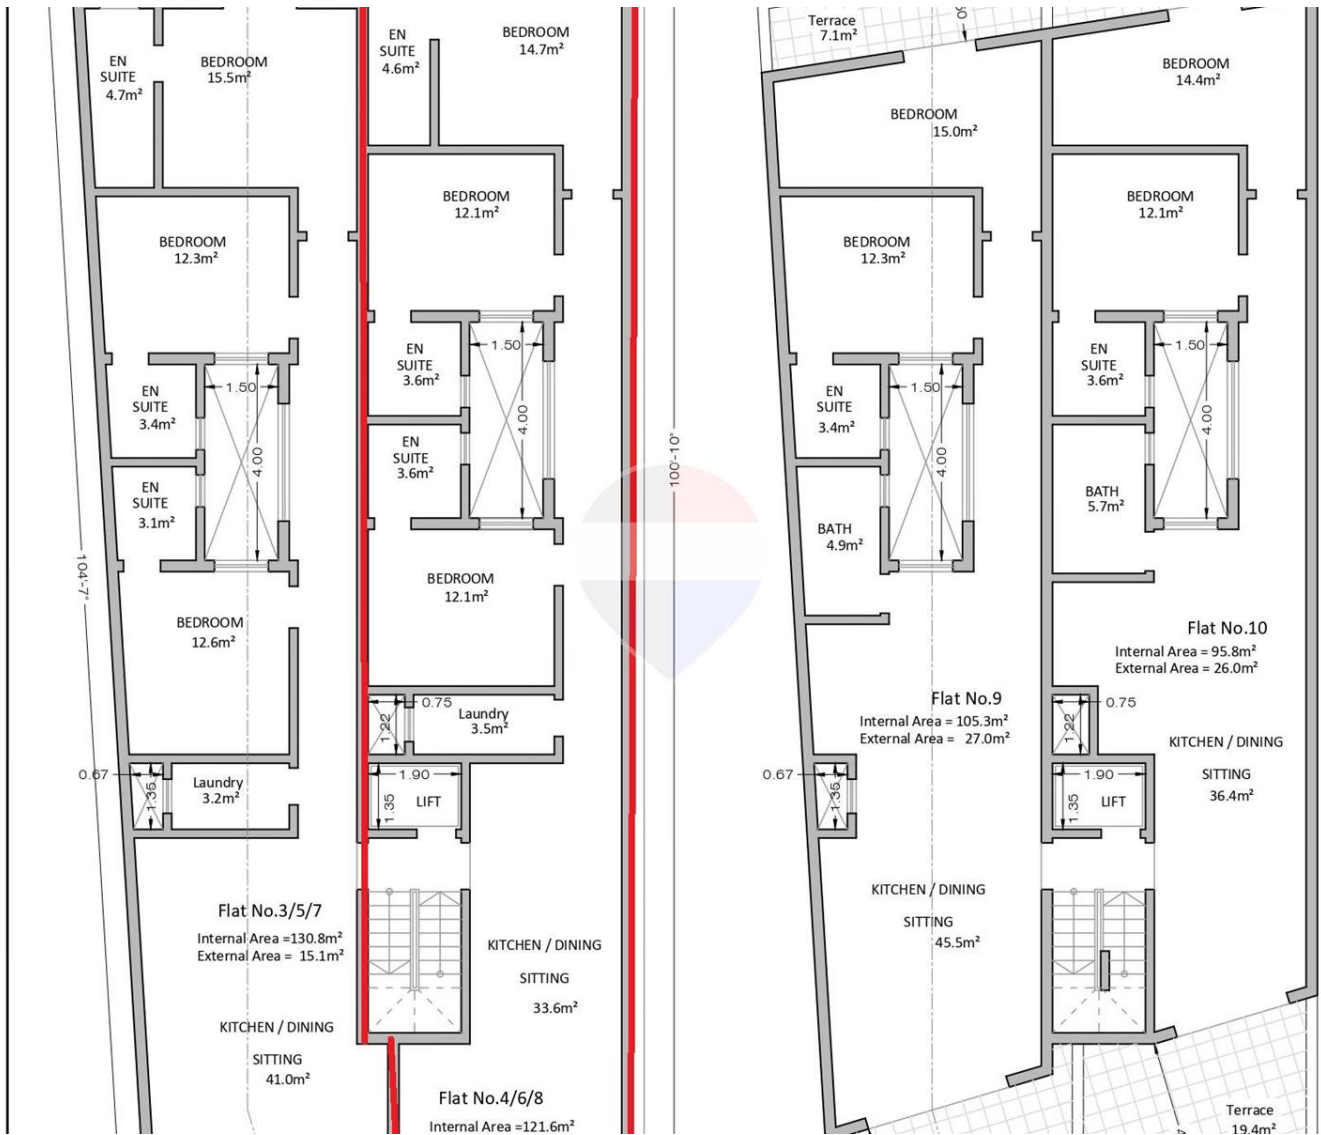 EN
SUITE
4.7m²
BEDROOM
15.5m²
EN
SUITE
4.6m²
BEDROOM
14.7m²
BEDROOM
12.3m²
BEDROOM
12.1m²
EN
SUITE
3.4m²
1.50
4.00
EN
SUITE
3.1m²
EN
SUITE
3.6m²
1.50
4.00
EN
SUITE
3.6m²
104'-7"
BEDROOM
12.6m²
BEDROOM
12.1m²
0.67
1.35
Laundry
3.2m²
0.75
1.22
Laundry
3.5m²
1.90
1.35
LIFT
Flat No.3/5/7
Internal Area =130.8m²
External Area = 15.1m²
KITCHEN / DINING
SITTING
41.0m²
KITCHEN / DINING
SITTING
33.6m²
Flat No.4/6/8
Internal Area =121.6m²
100'-10"
Terrace
7.1m²
BEDROOM
15.0m²
BEDROOM
14.4m²
BEDROOM
12.3m²
BEDROOM
12.1m²
EN
SUITE
3.4m²
1.50
4.00
BATH
4.9m²
EN
SUITE
3.6m²
1.50
4.00
BATH
5.7m²
Flat No.10
Internal Area = 95.8m²
External Area = 26.0m²
Flat No.9
Internal Area = 105.3m²
External Area = 27.0m²
0.75
1.22
KITCHEN / DINING
SITTING
36.4m²
0.67
1.35
1.90
1.35
LIFT
KITCHEN / DINING
SITTING
45.5m²
Terrace
19.4m²